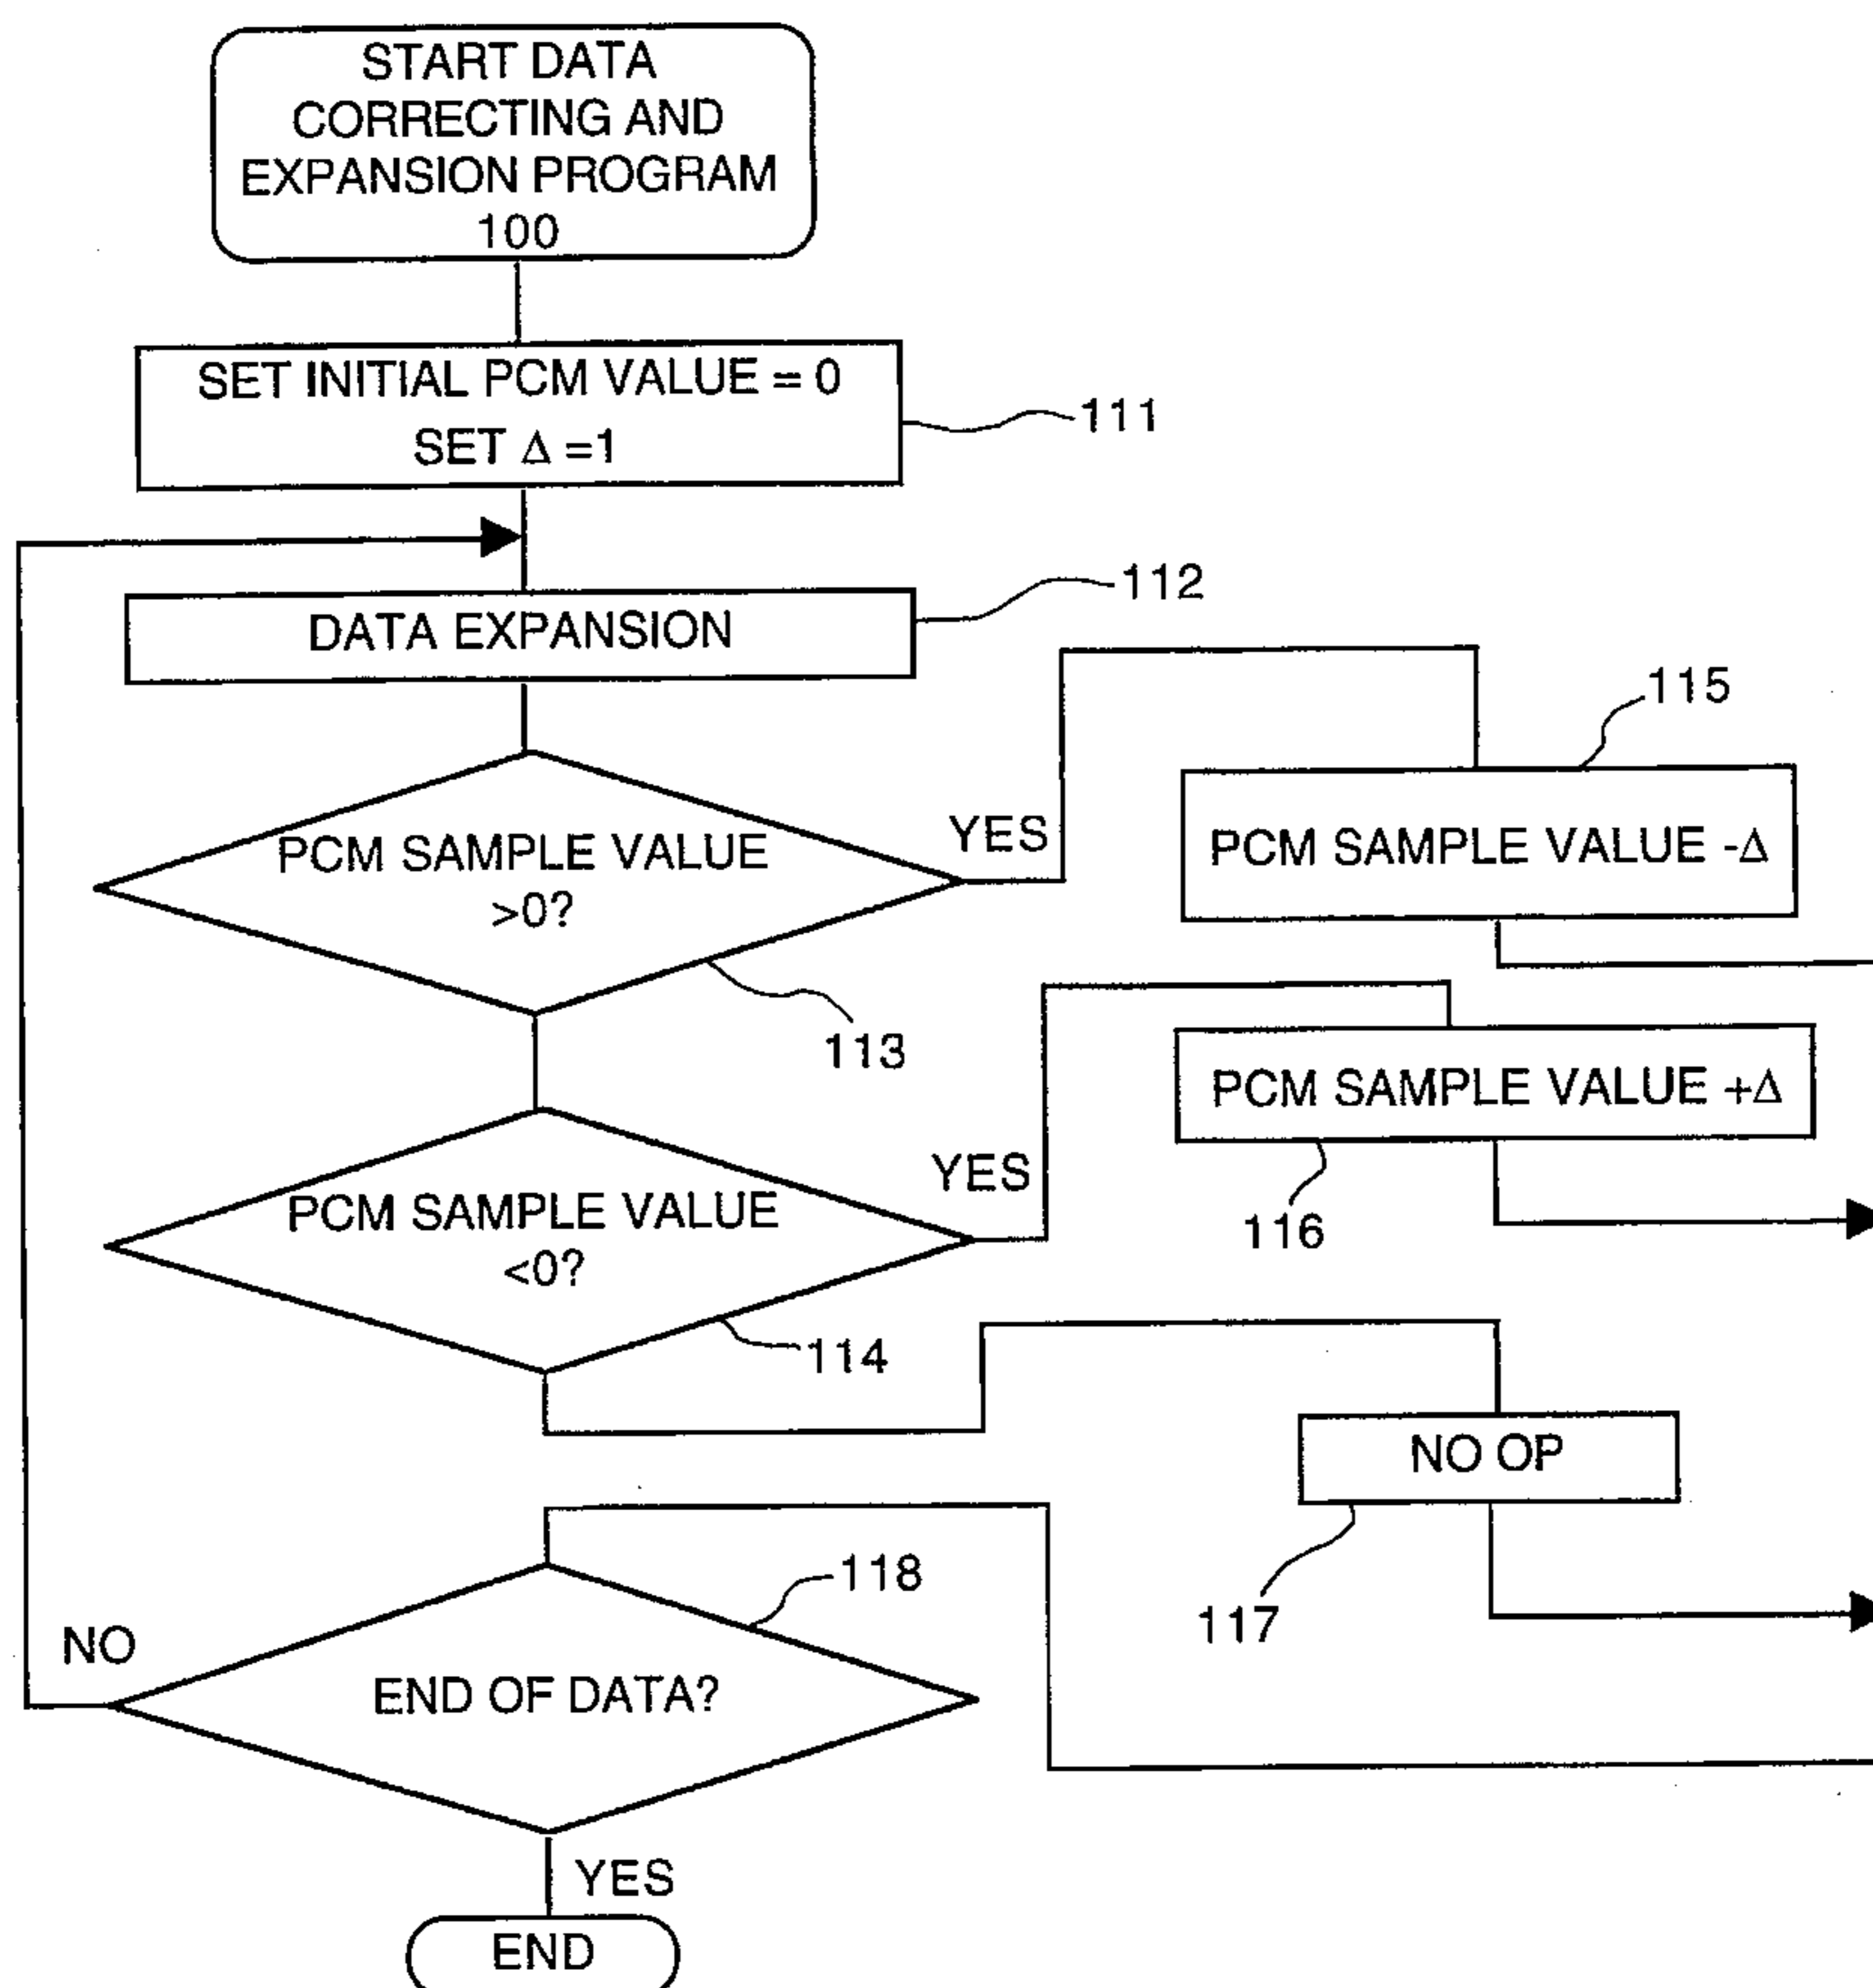 START DATA
CORRECTING AND
EXPANSION PROGRAM
100
SET INITIAL PCM VALUE = 0
SET Δ =1
111
DATA EXPANSION
112
PCM SAMPLE VALUE
>0?
YES
113
115
PCM SAMPLE VALUE -Δ
PCM SAMPLE VALUE
<0?
YES
114
PCM SAMPLE VALUE +Δ
116
NO OP
117
118
NO
END OF DATA?
YES
END